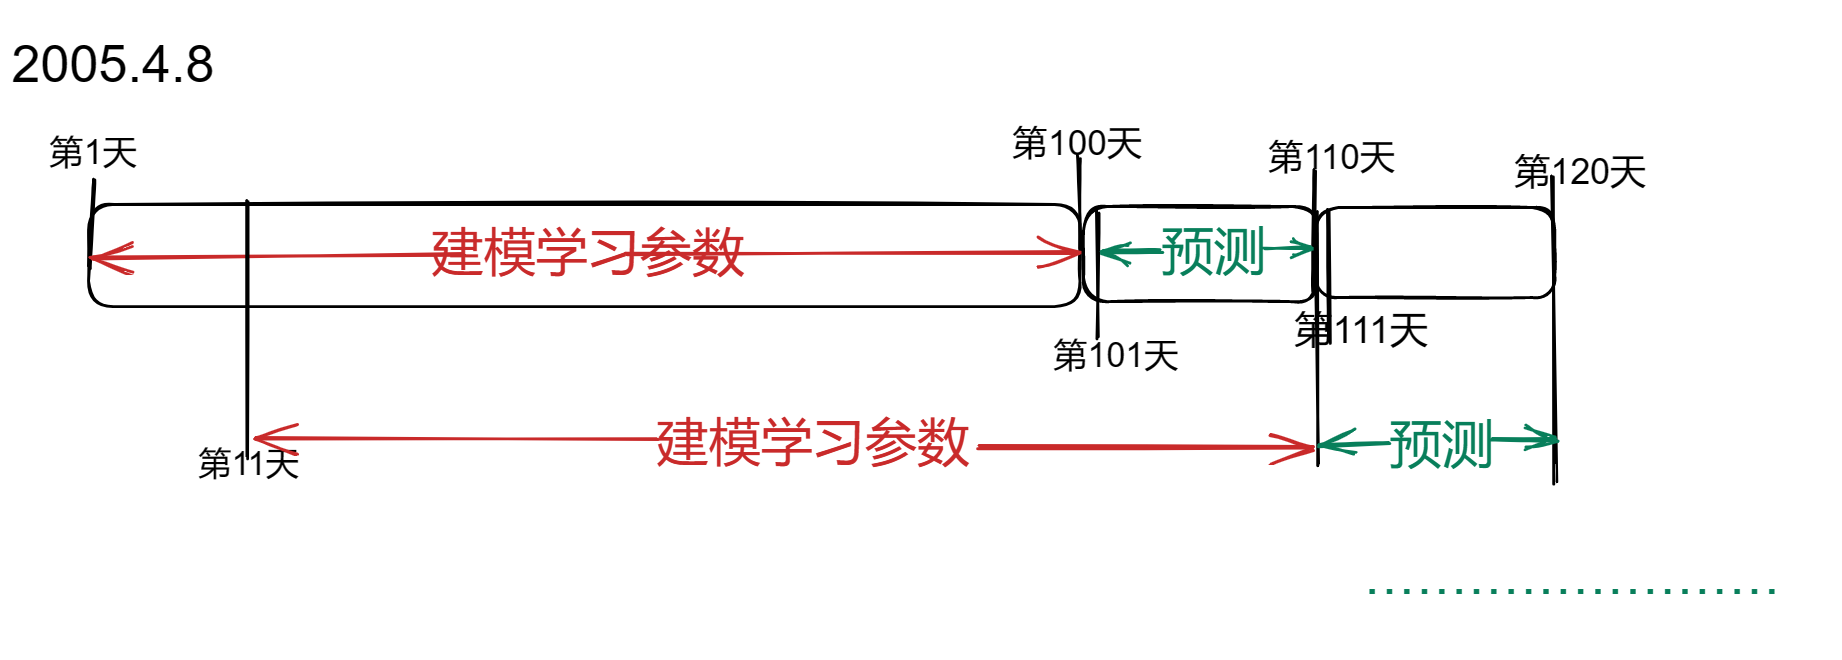 2005.4.8
第1天
第100天
第110天
第120天
建模学习参数
预测
第111天
第101天
建模学习参数
预测
第11天